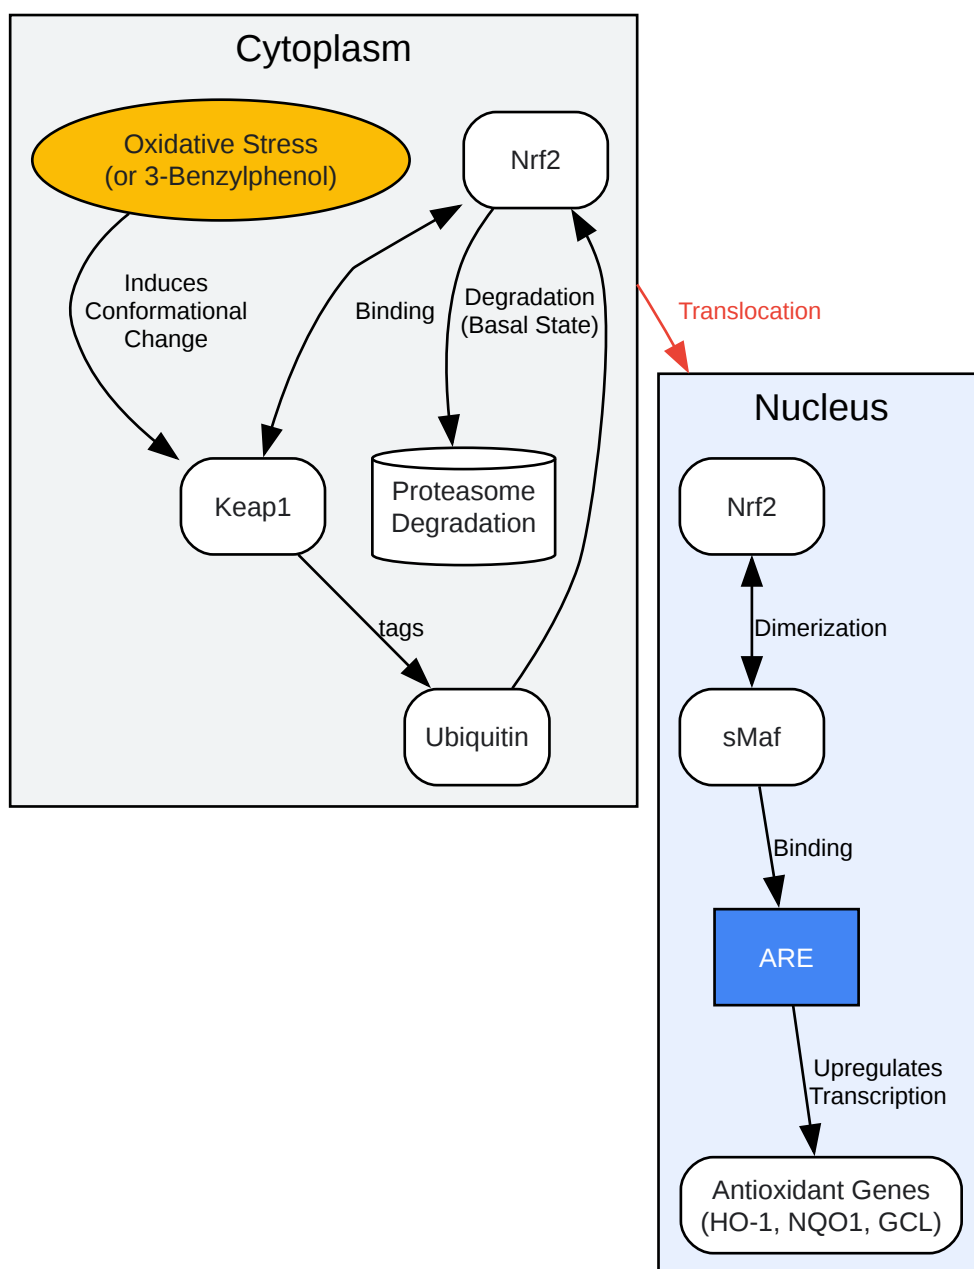 Cytoplasm
Oxidative Stress
(or 3-Benzylphenol)
Nrf2
Induces
Conformational
Change
Binding
Degradation
(Basal State)
Translocation
Keap1
Proteasome
Degradation
tags
Ubiquitin
Nucleus
Nrf2
Dimerization
sMaf
Binding
ARE
Upregulates
Transcription
Antioxidant Genes
(HO-1, NQO1, GCL)